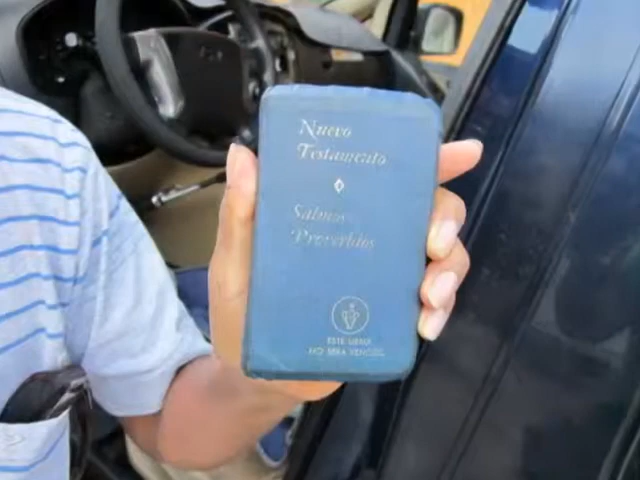 Nuevo
Testamento
Salmos
Proverbios
ESTE LIBRO
NO SERA VENDIDO